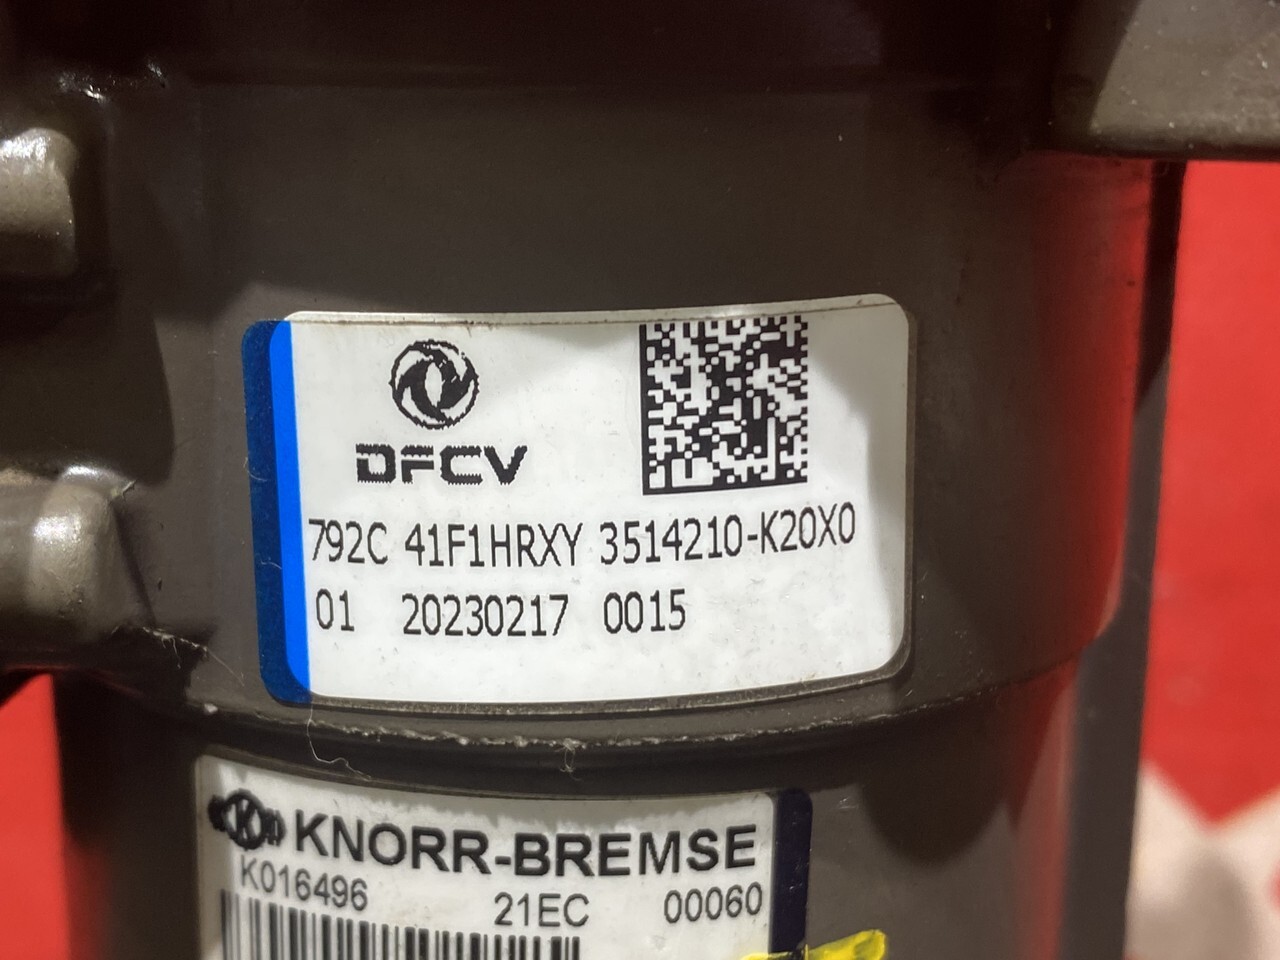 DFCV
792C 41F1HRXY 3514210-K20X0
01 20230217 0015
KNORR-BREMSE
K016496 21EC 00060